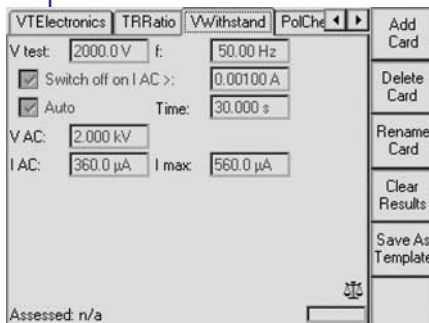 VTElectronics TRRatio VWithstand PolChe
V test: 2000.0 V f: 50.00 Hz
Switch off on I AC >: 0.00100 A
Auto Time: 30.000 s
V AC: 2.000 kV
I AC: 360.0 µA I max: 560.0 µA
Assessed: n/a
Add
Card
Delete
Card
Rename
Card
Clear
Results
Save As
Template